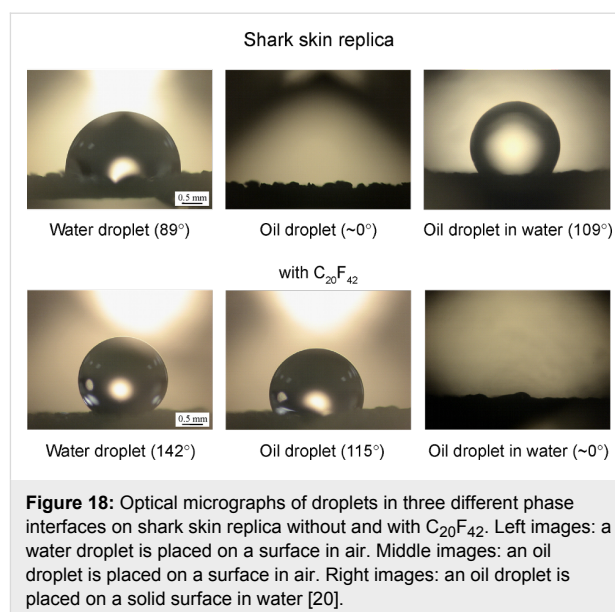 Shark skin replica
0.5 mm
Water droplet (89°)
Oil droplet (~0°)
Oil droplet in water (109°)
with C₂₀F₄₂
0.5 mm
Water droplet (142°)
Oil droplet (115°)
Oil droplet in water (~0°)
Figure 18: Optical micrographs of droplets in three different phase
interfaces on shark skin replica without and with C₂₀F₄₂. Left images: a
water droplet is placed on a surface in air. Middle images: an oil
droplet is placed on a surface in air. Right images: an oil droplet is
placed on a solid surface in water [20].